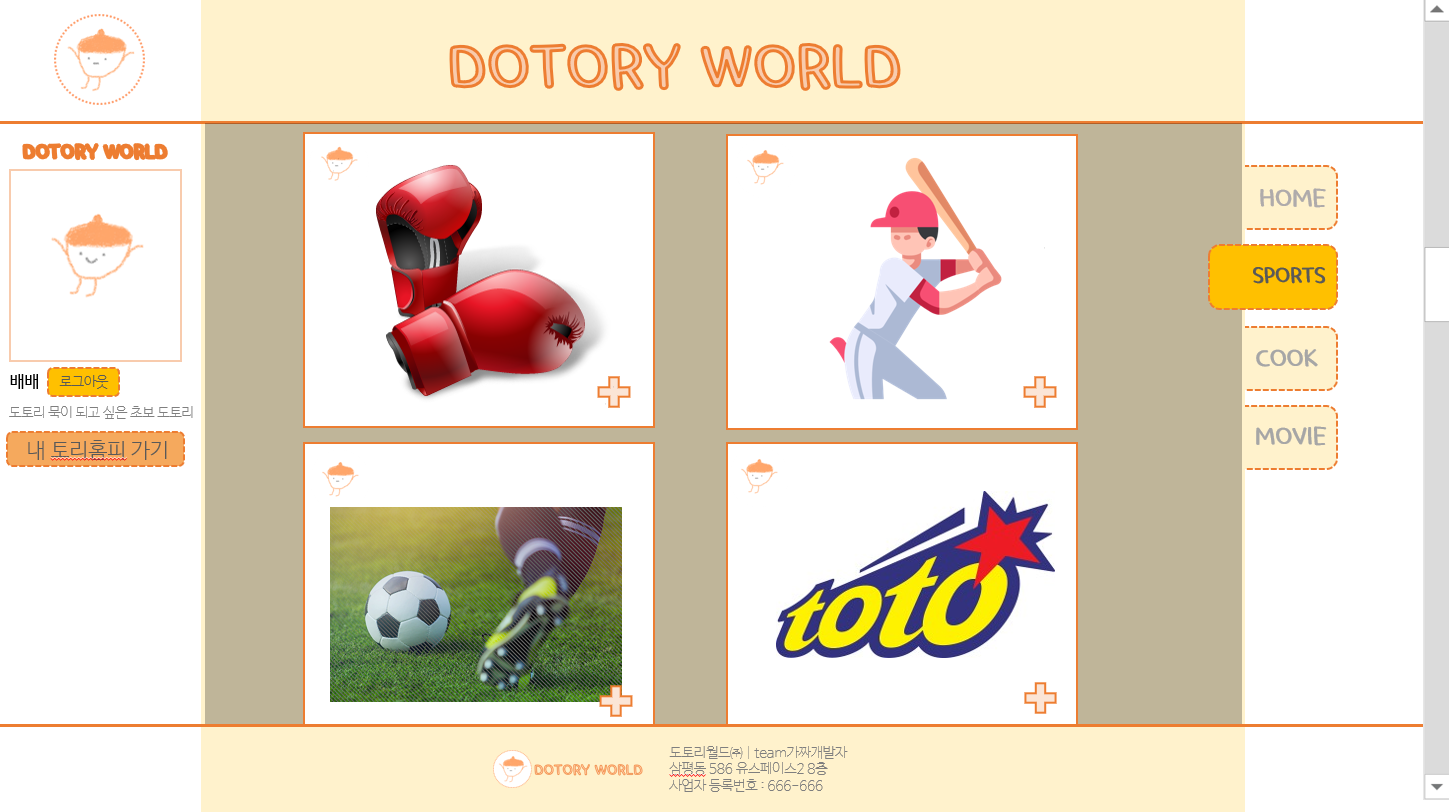 DOTORY WORLD
DOTORY WORLD
배배 로그아웃
도토리 묵이 되고 싶은 초보 도토리
내 토리홈피 가기
toto
HOME
SPORTS
COOK
MOVIE
DOTORY WORLD
도토리월드㈜ | team가짜개발자
삼평동 586 유스페이스2 8층
사업자 등록번호 : 666-666